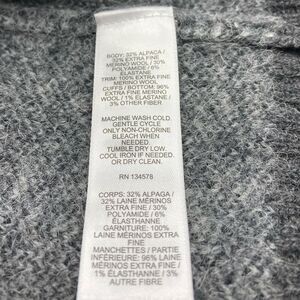 BODY: 32% ALPACA /
32% EXTRA FINE
MERINO WOOL / 30%
POLYAMIDE / 6%
ELASTANE
TRIM: 100% EXTRA FINE
MERINO WOOL
CUFFS / BOTTOM: 96%
EXTRA FINE MERINO
WOOL / 1% ELASTANE /
3% OTHER FIBER
MACHINE WASH COLD.
GENTLE CYCLE
ONLY NON-CHLORINE
BLEACH WHEN
NEEDED.
TUMBLE DRY LOW.
COOL IRON IF NEEDED.
OR DRY CLEAN.
RN 134578
CORPS: 32% ALPAGA /
32% LAINE MÉRINOS
EXTRA FINE / 30%
POLYAMIDE / 6%
ÉLASTHANNE
GARNITURE: 100%
LAINE MÉRINOS
EXTRA FINE
MANCHETTES / PARTIE
INFÉRIEURE: 96% LAINE
MÉRINOS EXTRA FINE /
1% ÉLASTHANNE / 3%
AUTRE FIBRE